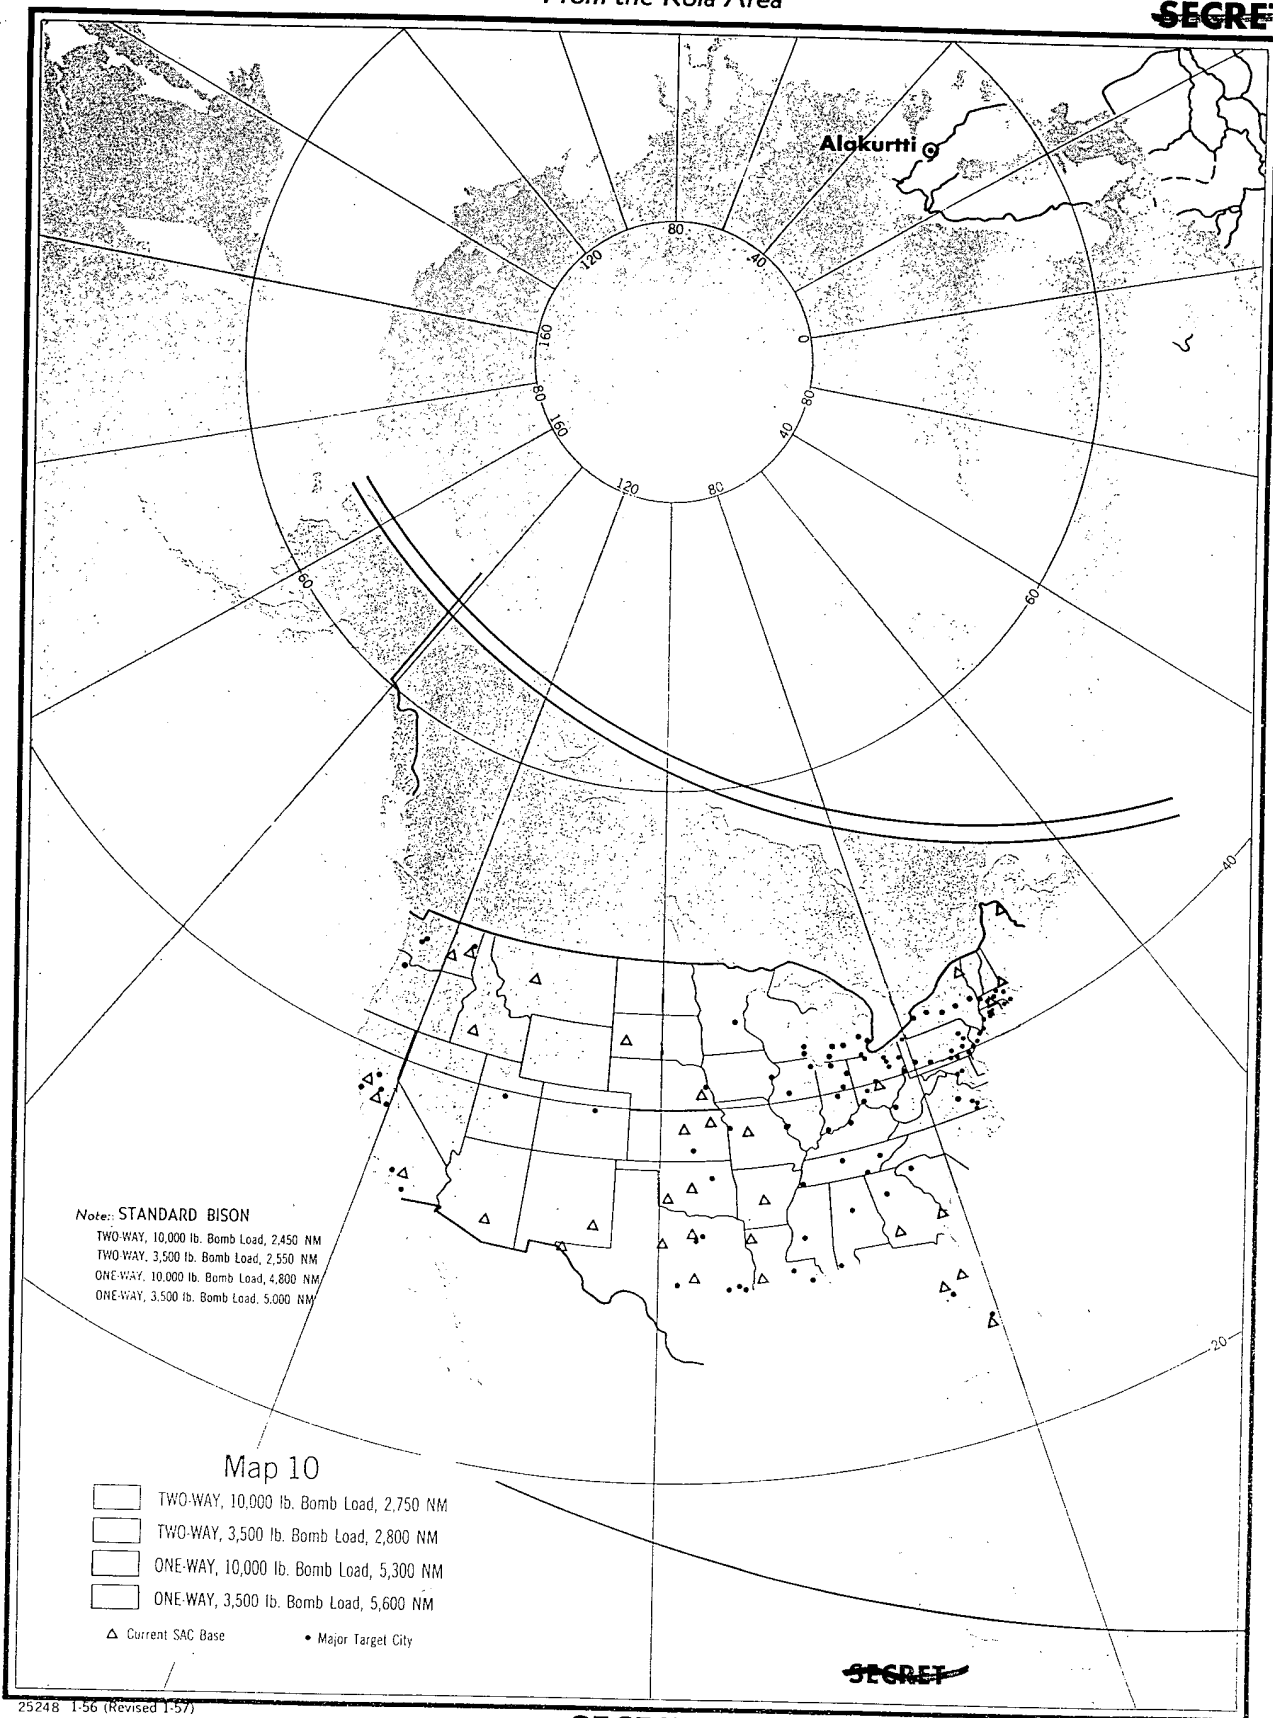 From the Kola Area
SECRE
Alakurtti
80
120
40
160
0
80
80
160
40
120
80
60
60
40
Note: STANDARD BISON
TWO-WAY, 10,000 lb. Bomb Load, 2,450 NM
TWO-WAY, 3,500 lb. Bomb Load, 2,550 NM
ONE-WAY, 10,000 lb. Bomb Load, 4,800 NM
ONE-WAY, 3,500 lb. Bomb Load, 5,000 NM
20
Map 10
TWO-WAY, 10,000 lb. Bomb Load, 2,750 NM
TWO-WAY, 3,500 lb. Bomb Load, 2,800 NM
ONE-WAY, 10,000 lb. Bomb Load, 5,300 NM
ONE-WAY, 3,500 lb. Bomb Load, 5,600 NM
Current SAC Base
Major Target City
SECRET
25248 1-56 (Revised 1-57)